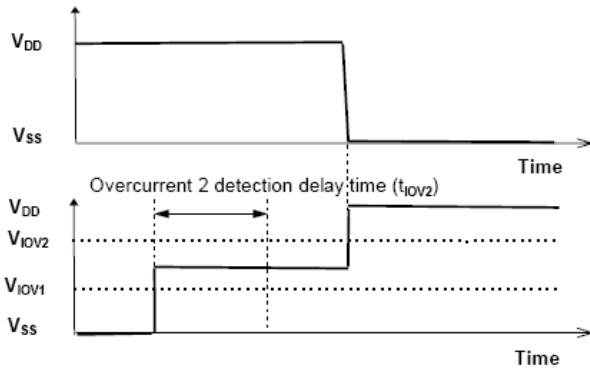 VDD
VSS
Time
Overcurrent 2 detection delay time (tIOV2)
VDD
VIOV2
VIOV1
VSS
Time